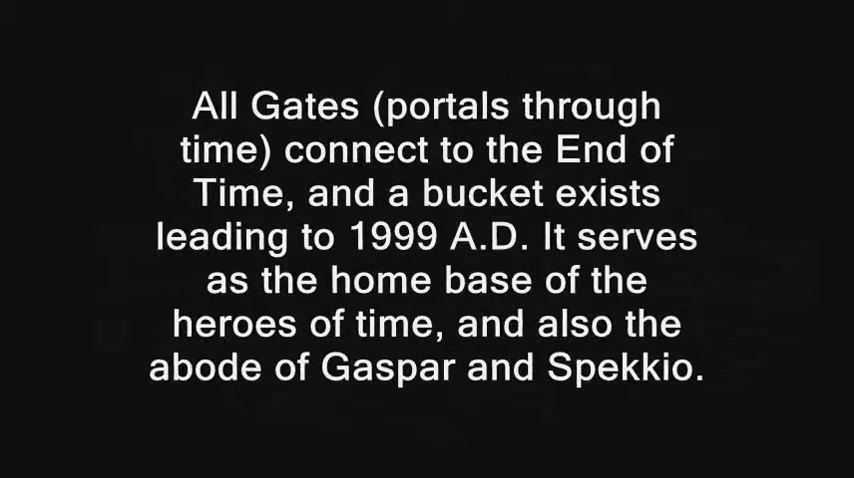 All Gates (portals through
time) connect to the End of
Time, and a bucket exists
leading to 1999 A.D. It serves
as the home base of the
heroes of time, and also the
abode of Gaspar and Spekkio.